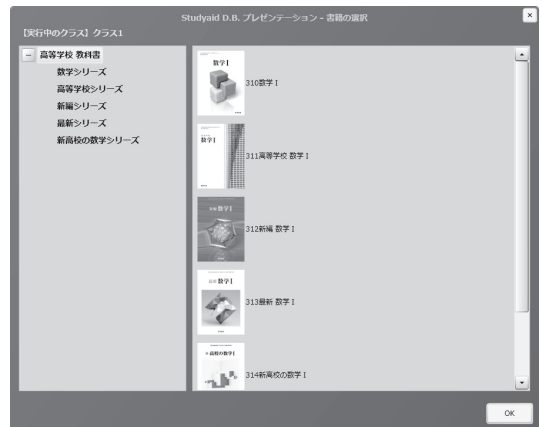 Studyaid D.B. プレゼンテーション - 書籍の選択
×
【実行中のクラス】クラス1
高等学校 教科書
数学シリーズ
高等学校シリーズ
新編シリーズ
最新シリーズ
新高校の数学シリーズ
数学Ⅰ
310数学Ⅰ
数学Ⅰ
311高等学校 数学Ⅰ
新編 数学Ⅰ
312新編 数学Ⅰ
最新 数学Ⅰ
313最新 数学Ⅰ
新 高校の数学Ⅰ
314新高校の数学Ⅰ
OK